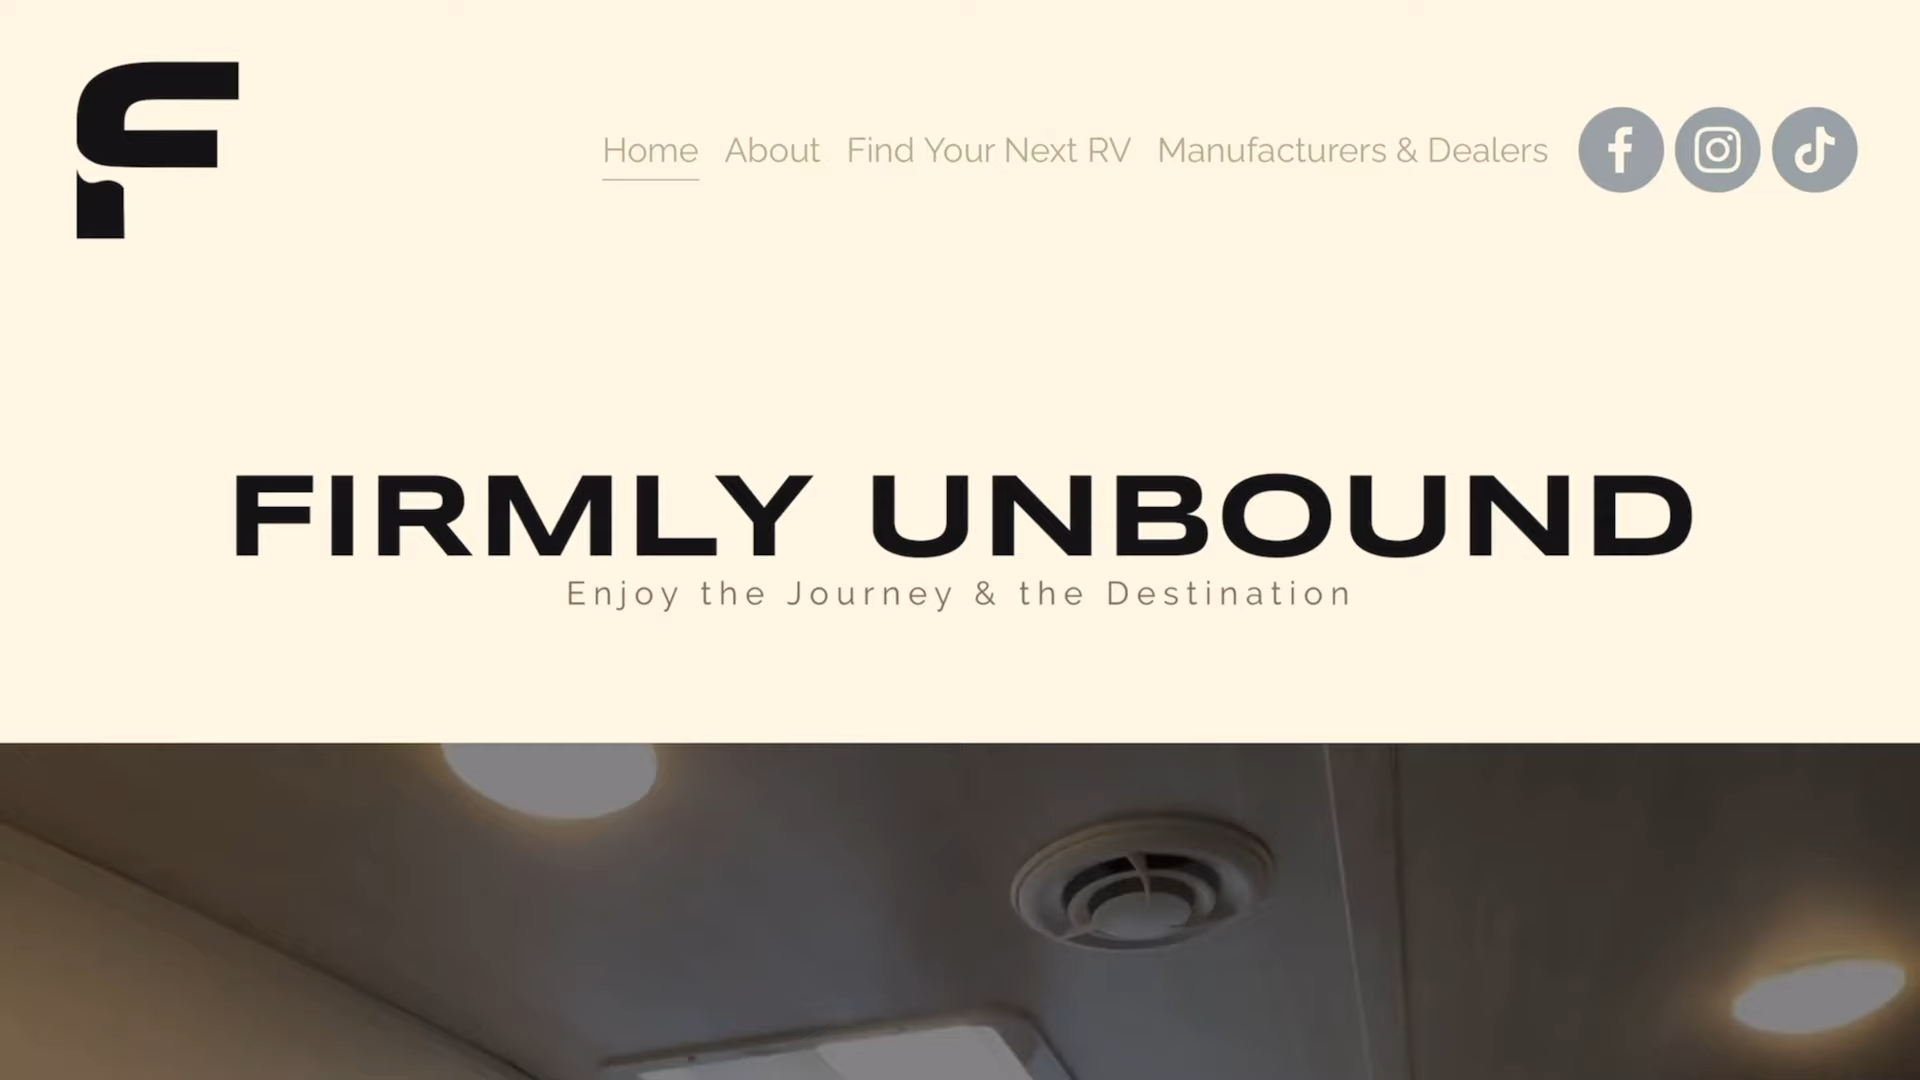 F
Home About Find Your Next RV Manufacturers & Dealers
FIRMLY UNBOUND
Enjoy the Journey & the Destination